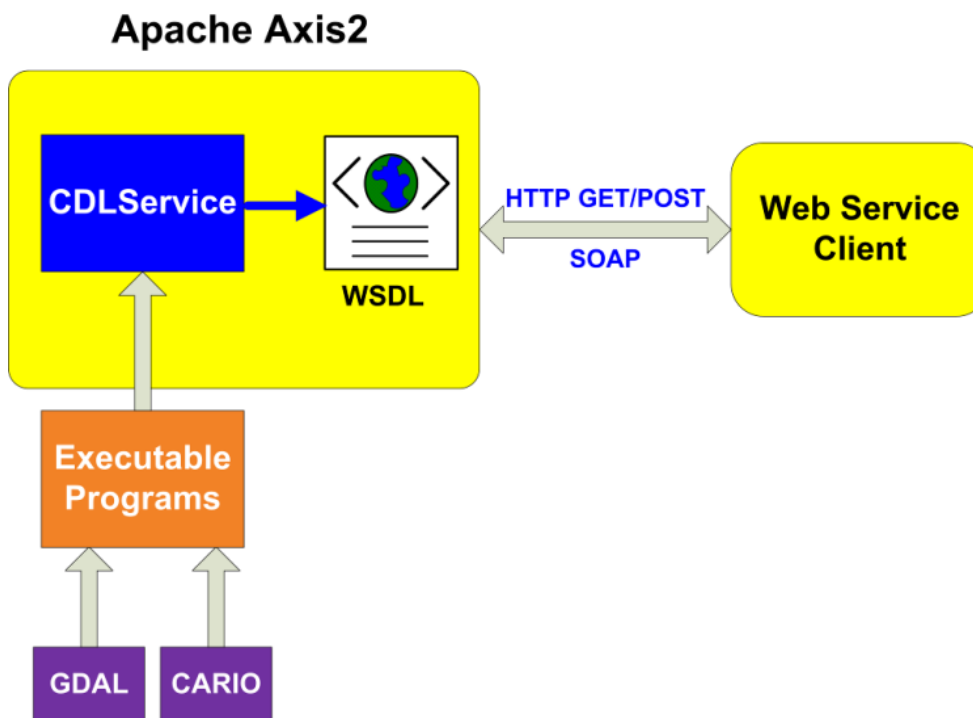 Apache Axis2
CDLService
WSDL
HTTP GET/POST
SOAP
Web Service
Client
Executable
Programs
GDAL
CARIO